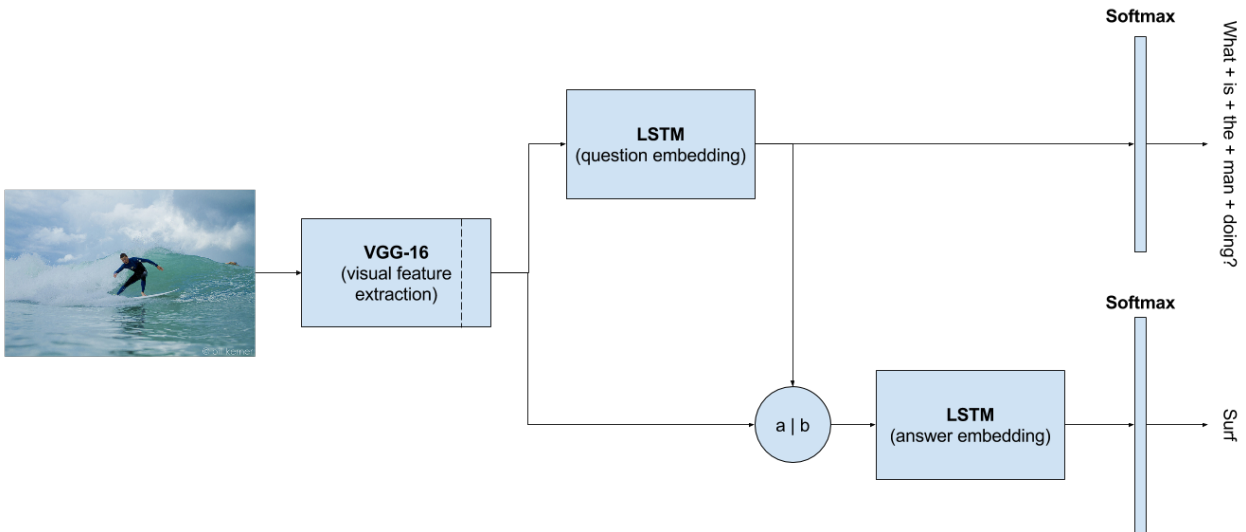 Softmax
What + is + the + man + doing?
LSTM
(question embedding)
VGG-16
(visual feature
extraction)
Softmax
a | b
LSTM
(answer embedding)
Surf